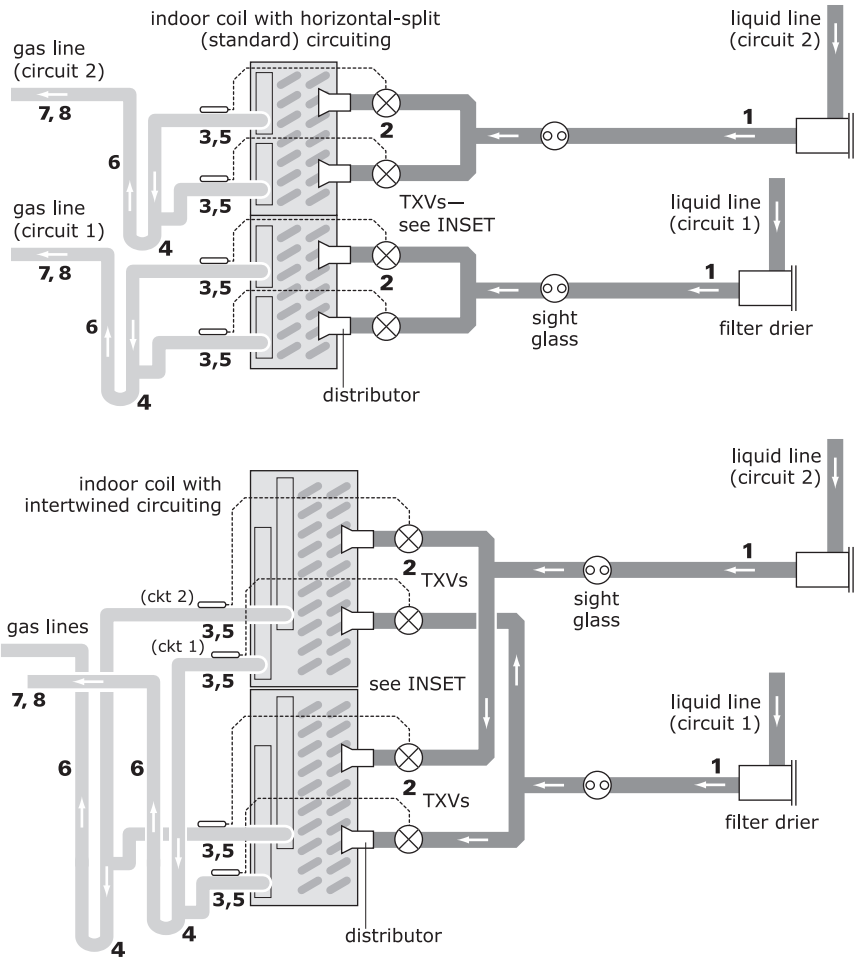 indoor coil with horizontal-split
(standard) circuiting
liquid line
(circuit 2)
gas line
(circuit 2)
7, 8
3,5
2
1
6
3,5
TXVs—
see INSET
liquid line
(circuit 1)
gas line
(circuit 1)
4
7, 8
3,5
2
1
6
sight
glass
filter drier
3,5
distributor
4
liquid line
(circuit 2)
indoor coil with
intertwined circuiting
1
2
TXVs
(ckt 2)
3,5
sight
glass
gas lines
(ckt 1)
3,5
see INSET
7, 8
liquid line
(circuit 1)
6
6
2
1
TXVs
filter drier
3,5
3,5
4
4
distributor